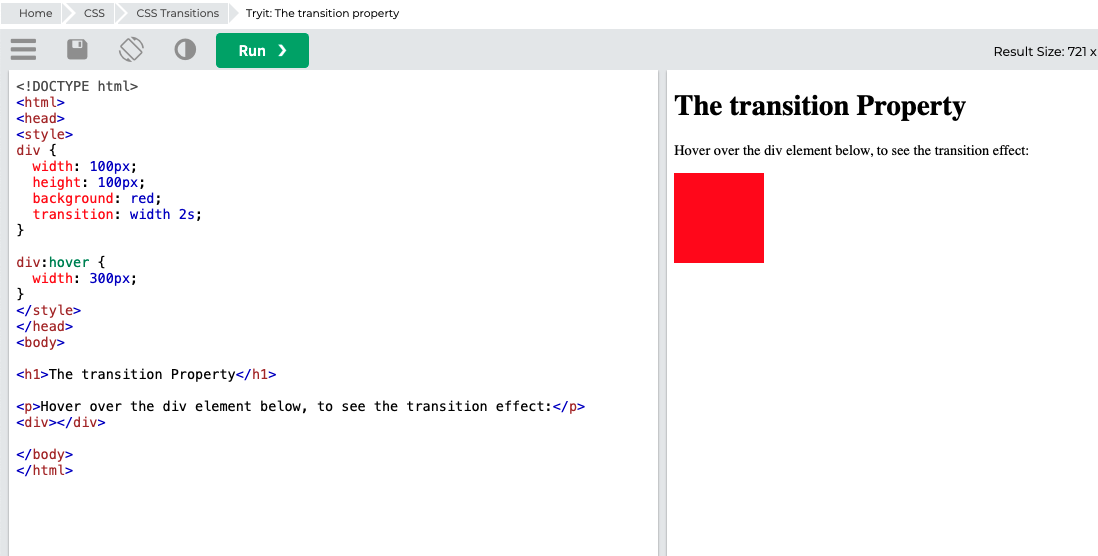 Home CSS CSS Transitions Tryit: The transition property
Run ❯ Result Size: 721 x
<!DOCTYPE html>
<html>
<head>
<style>
div {
  width: 100px;
  height: 100px;
  background: red;
  transition: width 2s;
}

div:hover {
  width: 300px;
}
</style>
</head>
<body>

<h1>The transition Property</h1>

<p>Hover over the div element below, to see the transition effect:</p>
<div></div>

</body>
</html>
The transition Property
Hover over the div element below, to see the transition effect: